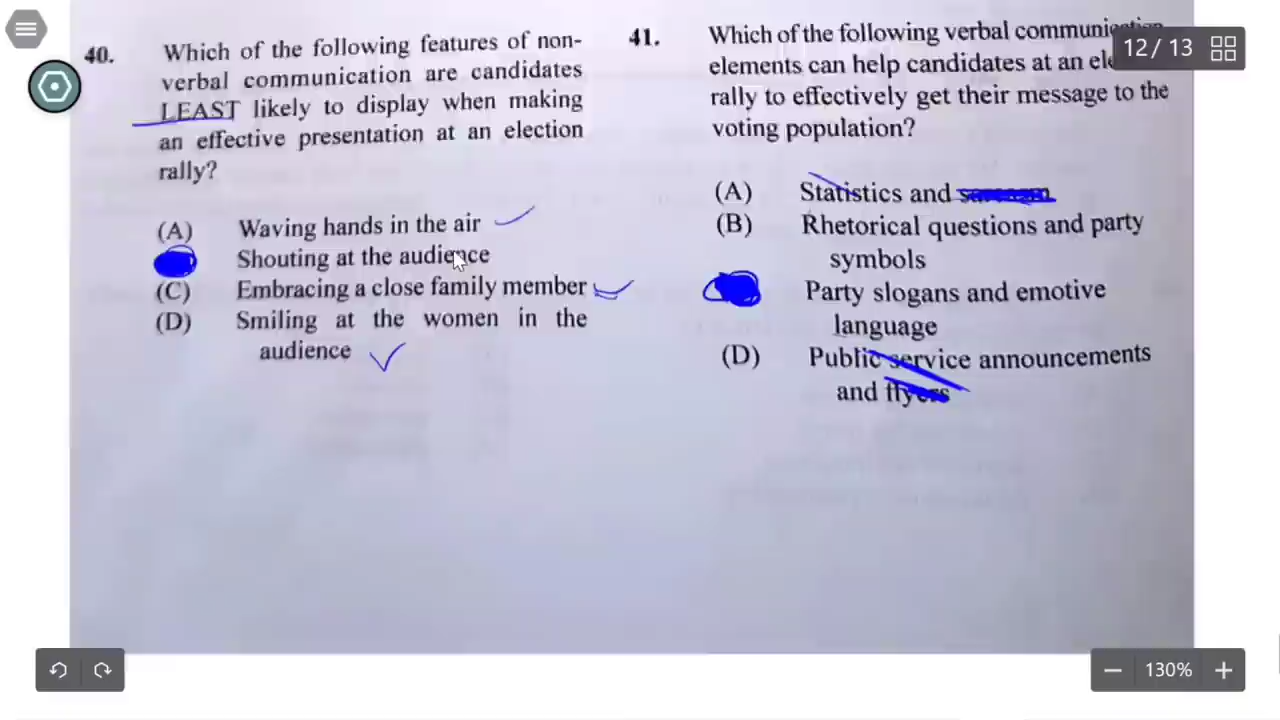 40.
Which of the following features of non-
verbal communication are candidates
LEAST likely to display when making
an effective presentation at an election
rally?
(A) Waving hands in the air
Shouting at the audience
(C) Embracing a close family member
(D) Smiling at the women in the
audience
41.
Which of the following verbal
elements can help candidates at an
rally to effectively get their message to the
voting population?
(A) Statistics and
(B) Rhetorical questions and party
symbols
Party slogans and emotive
language
(D) Public service announcements
and flyers
12/13
130%